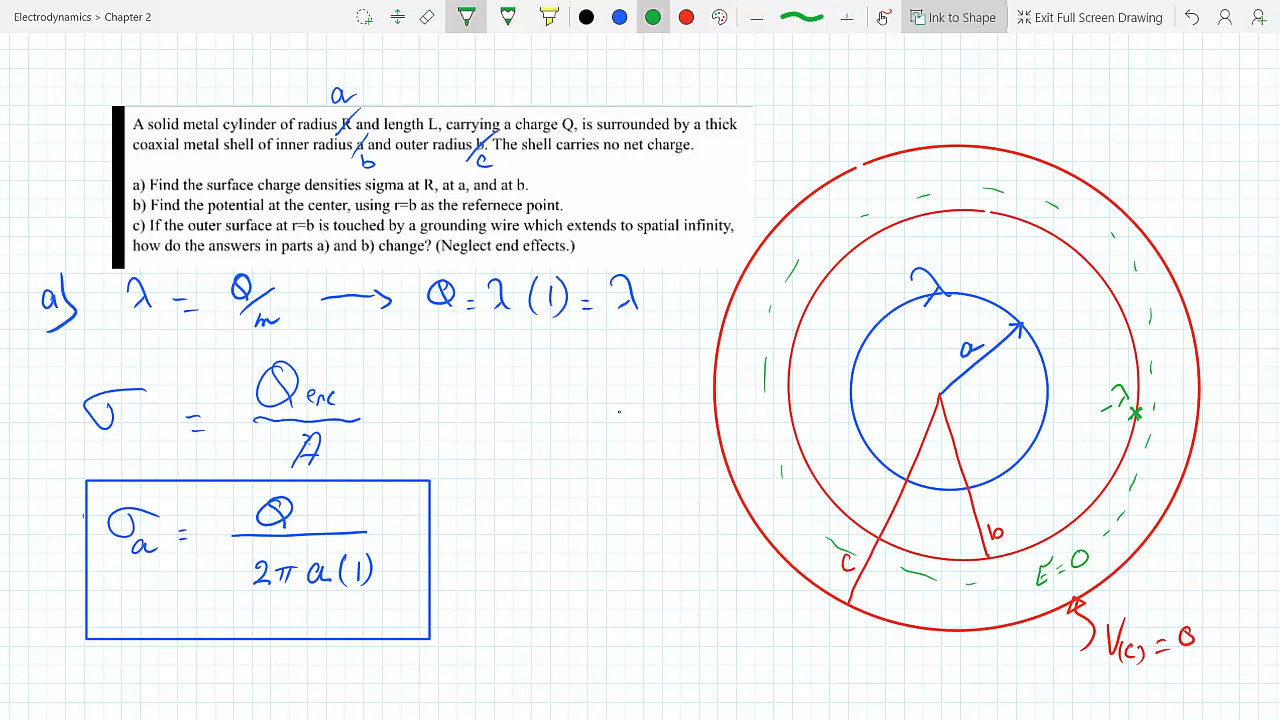 Electrodynamics > Chapter 2
Ink to Shape
Exit Full Screen Drawing
a
A solid metal cylinder of radius R and length L, carrying a charge Q, is surrounded by a thick
coaxial metal shell of inner radius a and outer radius b. The shell carries no net charge.
b c
a) Find the surface charge densities sigma at R, at a, and at b.
b) Find the potential at the center, using r=b as the refernece point.
c) If the outer surface at r=b is touched by a grounding wire which extends to spatial infinity,
how do the answers in parts a) and b) change? (Neglect end effects.)
a) λ = Q/m → Q = λ (1) = λ
σ = Qenc / A
σa = Q / 2π a (1)
λ
a
-λ
b
c
E = 0
V(c) = 0